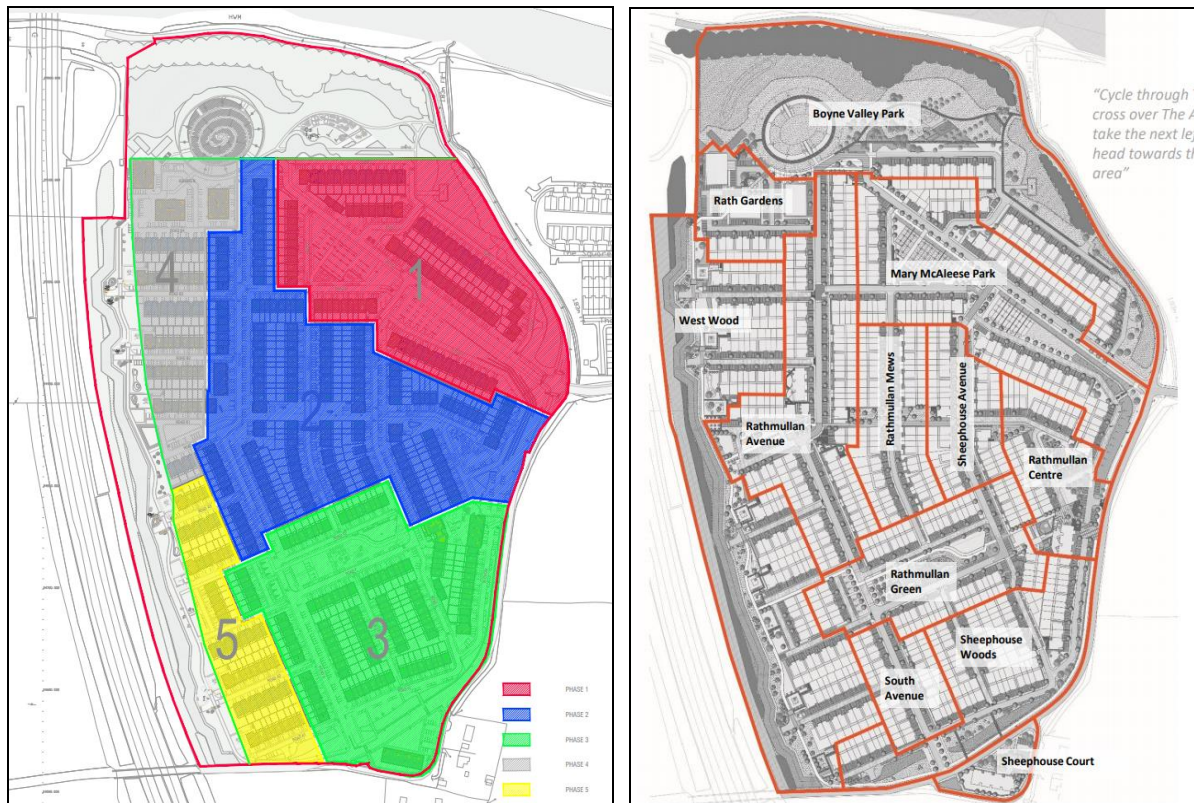 HWM
1
2
3
4
5
PHASE 1
PHASE 2
PHASE 3
PHASE 4
PHASE 5
"Cycle through T
cross over The A
take the next lef
head towards th
area"
Boyne Valley Park
Rath Gardens
Mary McAleese Park
West Wood
Rathmullan Mews
Sheephouse Avenue
Rathmullan
Avenue
Rathmullan
Centre
Rathmullan
Green
Sheephouse
Woods
South
Avenue
Sheephouse Court